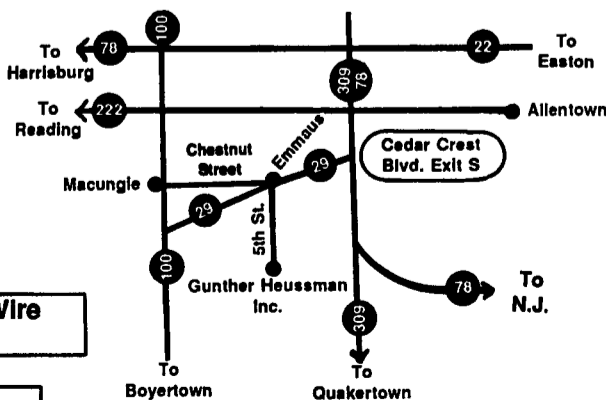 100
To
Harrisburg
78
22
To
Easton
309
78
To
Reading
222
Allentown
Chestnut
Street
Emmaus
29
Cedar Crest
Blvd. Exit S
Macungie
29
5th St.
100
Gunther Heussman
Inc.
78
To
N.J.
309
Wire
To
Boyertown
To
Quakertown